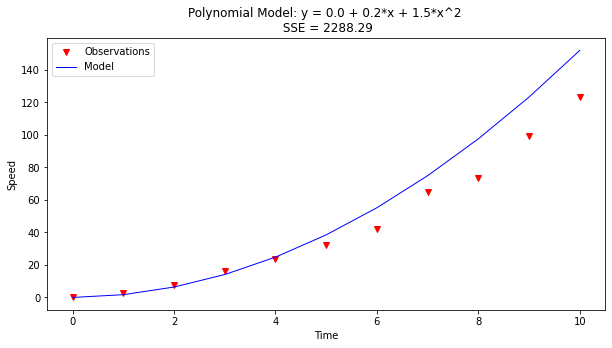 Polynomial Model: y = 0.0 + 0.2*x + 1.5*x^2
SSE = 2288.29
Observations
Model
140
120
100
80
60
40
20
0
Speed
0
2
4
6
8
10
Time